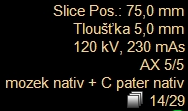 Slice Pos.: 75,0 mm
Tloušťka 5,0 mm
120 kV, 230 mAs
AX 5/5
mozek nativ + C pater nativ
14/29